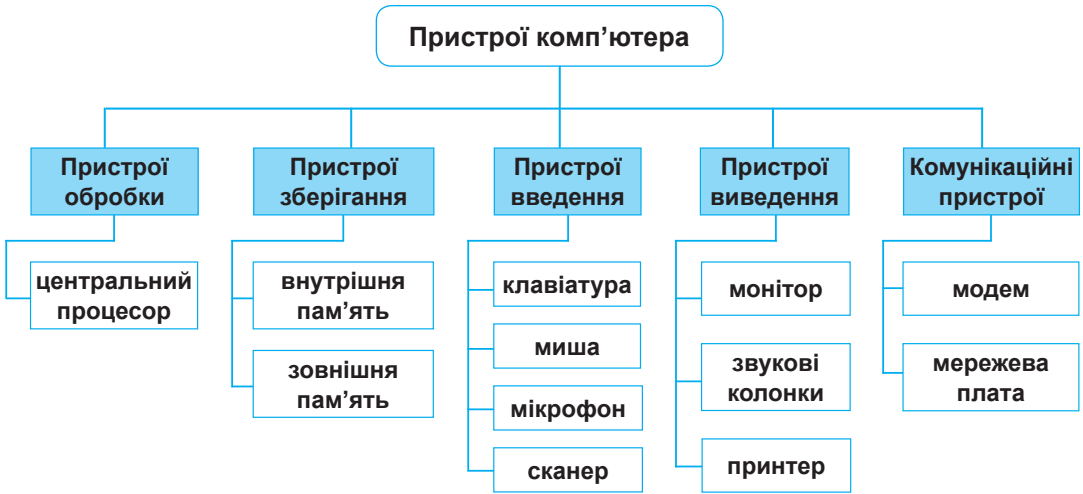 Пристрої комп’ютера
Пристрої
обробки
Пристрої
зберігання
Пристрої
введення
Пристрої
виведення
Комунікаційні
пристрої
центральний
процесор
внутрішня
пам’ять
зовнішня
пам’ять
клавіатура
миша
мікрофон
сканер
монітор
звукові
колонки
принтер
модем
мережева
плата